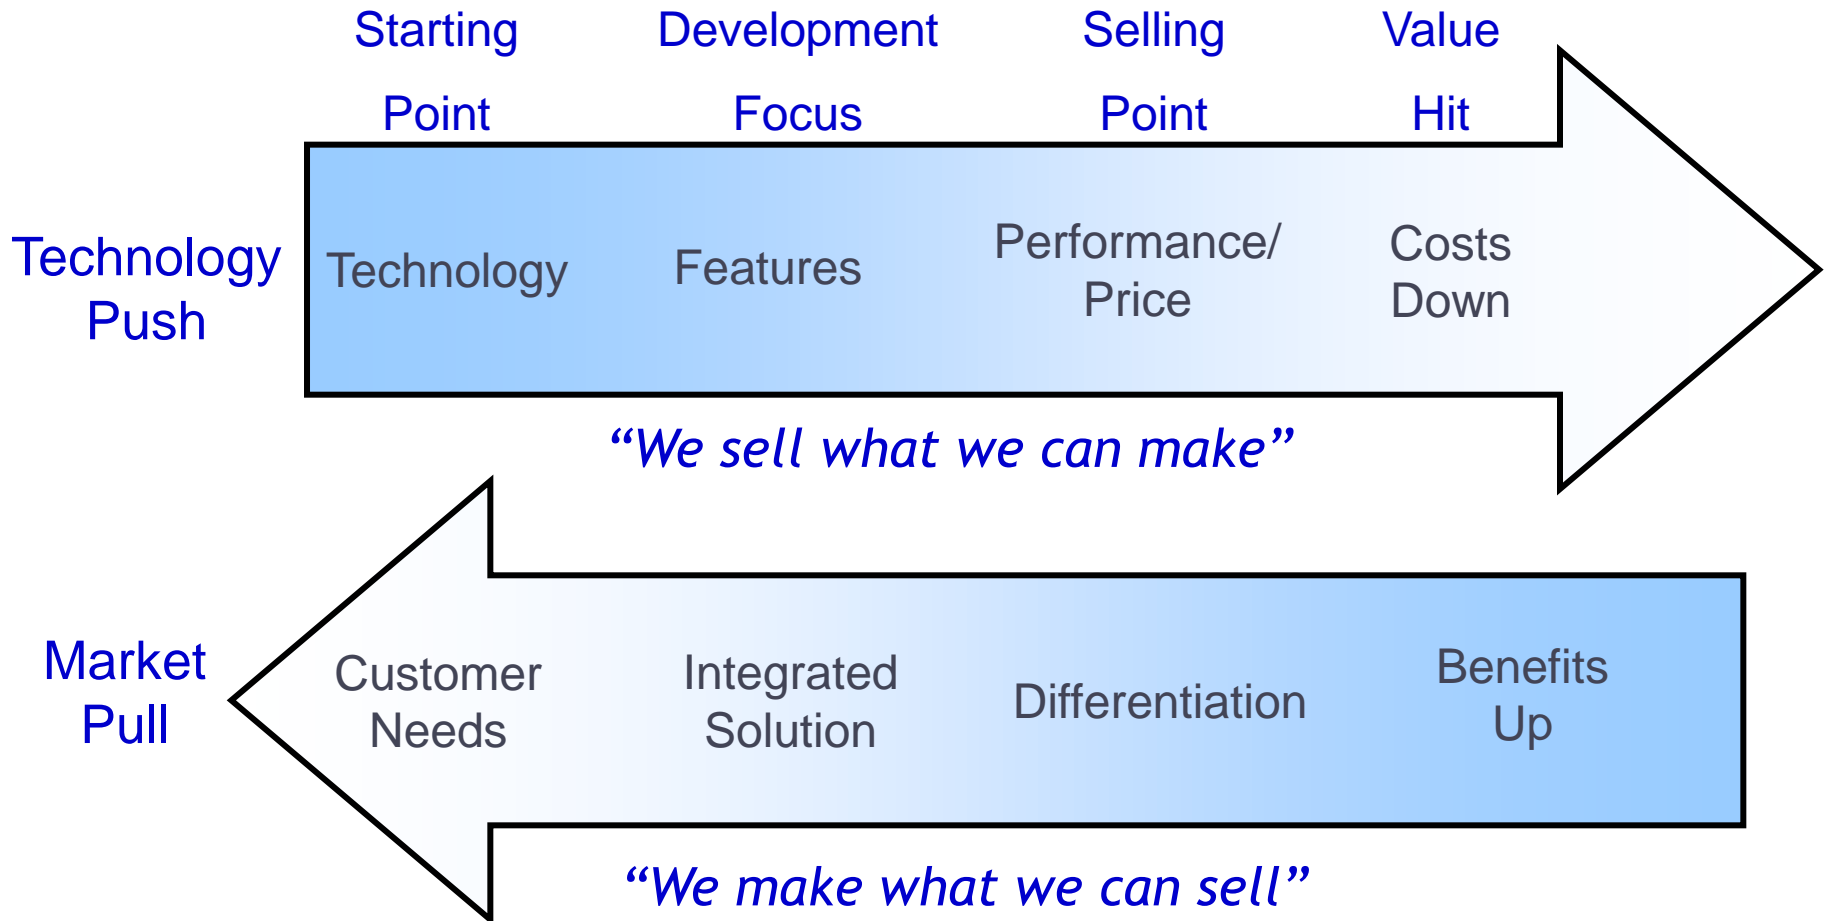 Starting Development Selling Value
Point Focus Point Hit
Technology
Push
Technology
Features
Performance/
Price
Costs
Down
“We sell what we can make”
Market
Pull
Customer
Needs
Integrated
Solution
Differentiation
Benefits
Up
“We make what we can sell”